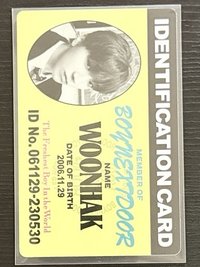 IDENTIFICATION CARD
MEMBER OF
BOYNEXTDOOR
NAME
WOONHAK
DATE OF BIRTH
2006.11.29
The Freshest Boy In the World
ID No. 061129-230530